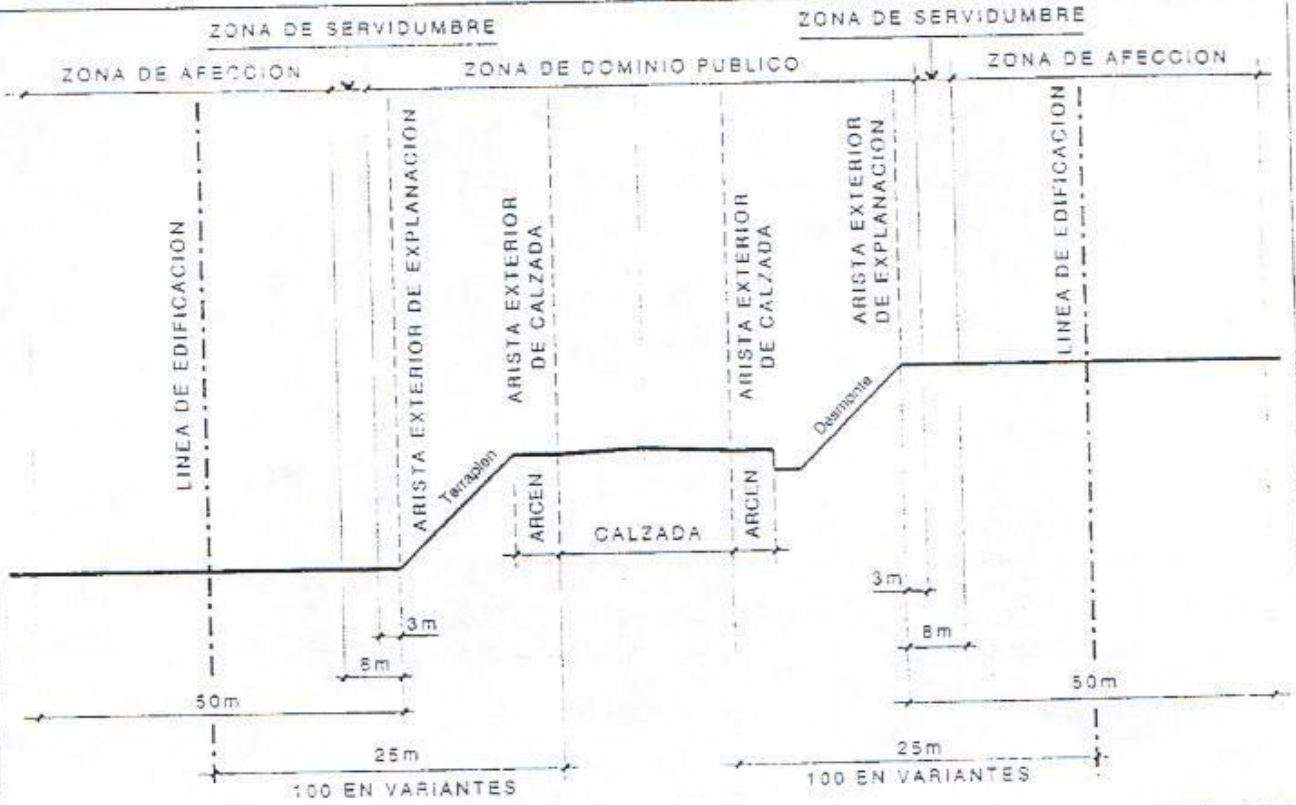 ZONA DE SERVIDUMBRE
ZONA DE SERVIDUMBRE
ZONA DE AFECCION
ZONA DE DOMINIO PUBLICO
ZONA DE AFECCION
LINEA DE EDIFICACION
ARISTA EXTERIOR DE EXPLANACION
ARISTA EXTERIOR
DE CALZADA
ARISTA EXTERIOR
DE CALZADA
ARISTA EXTERIOR
DE EXPLANACION
LINEA DE EDIFICACION
Terraplen
Desmonte
ARCEN
CALZADA
ARCEN
3m
3m
8m
8m
50m
50m
25m
25m
100 EN VARIANTES
100 EN VARIANTES